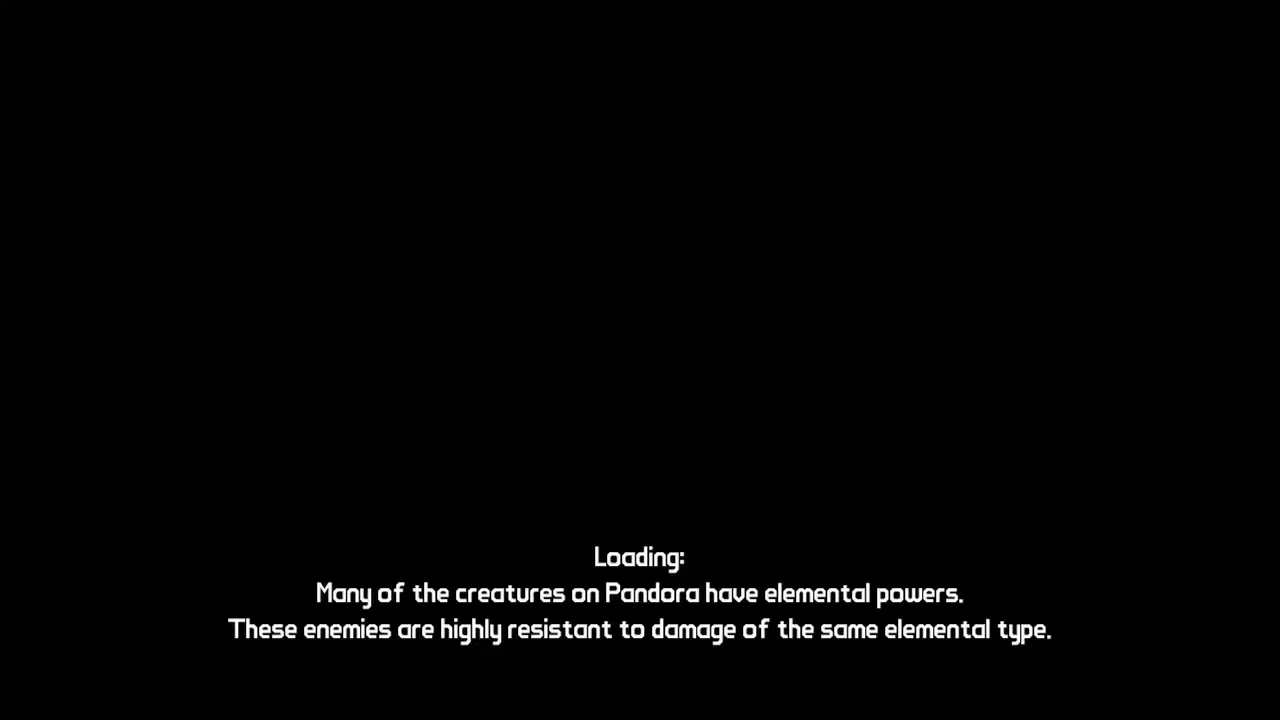 Loading:
Many of the creatures on Pandora have elemental powers.
These enemies are highly resistant to damage of the same elemental type.